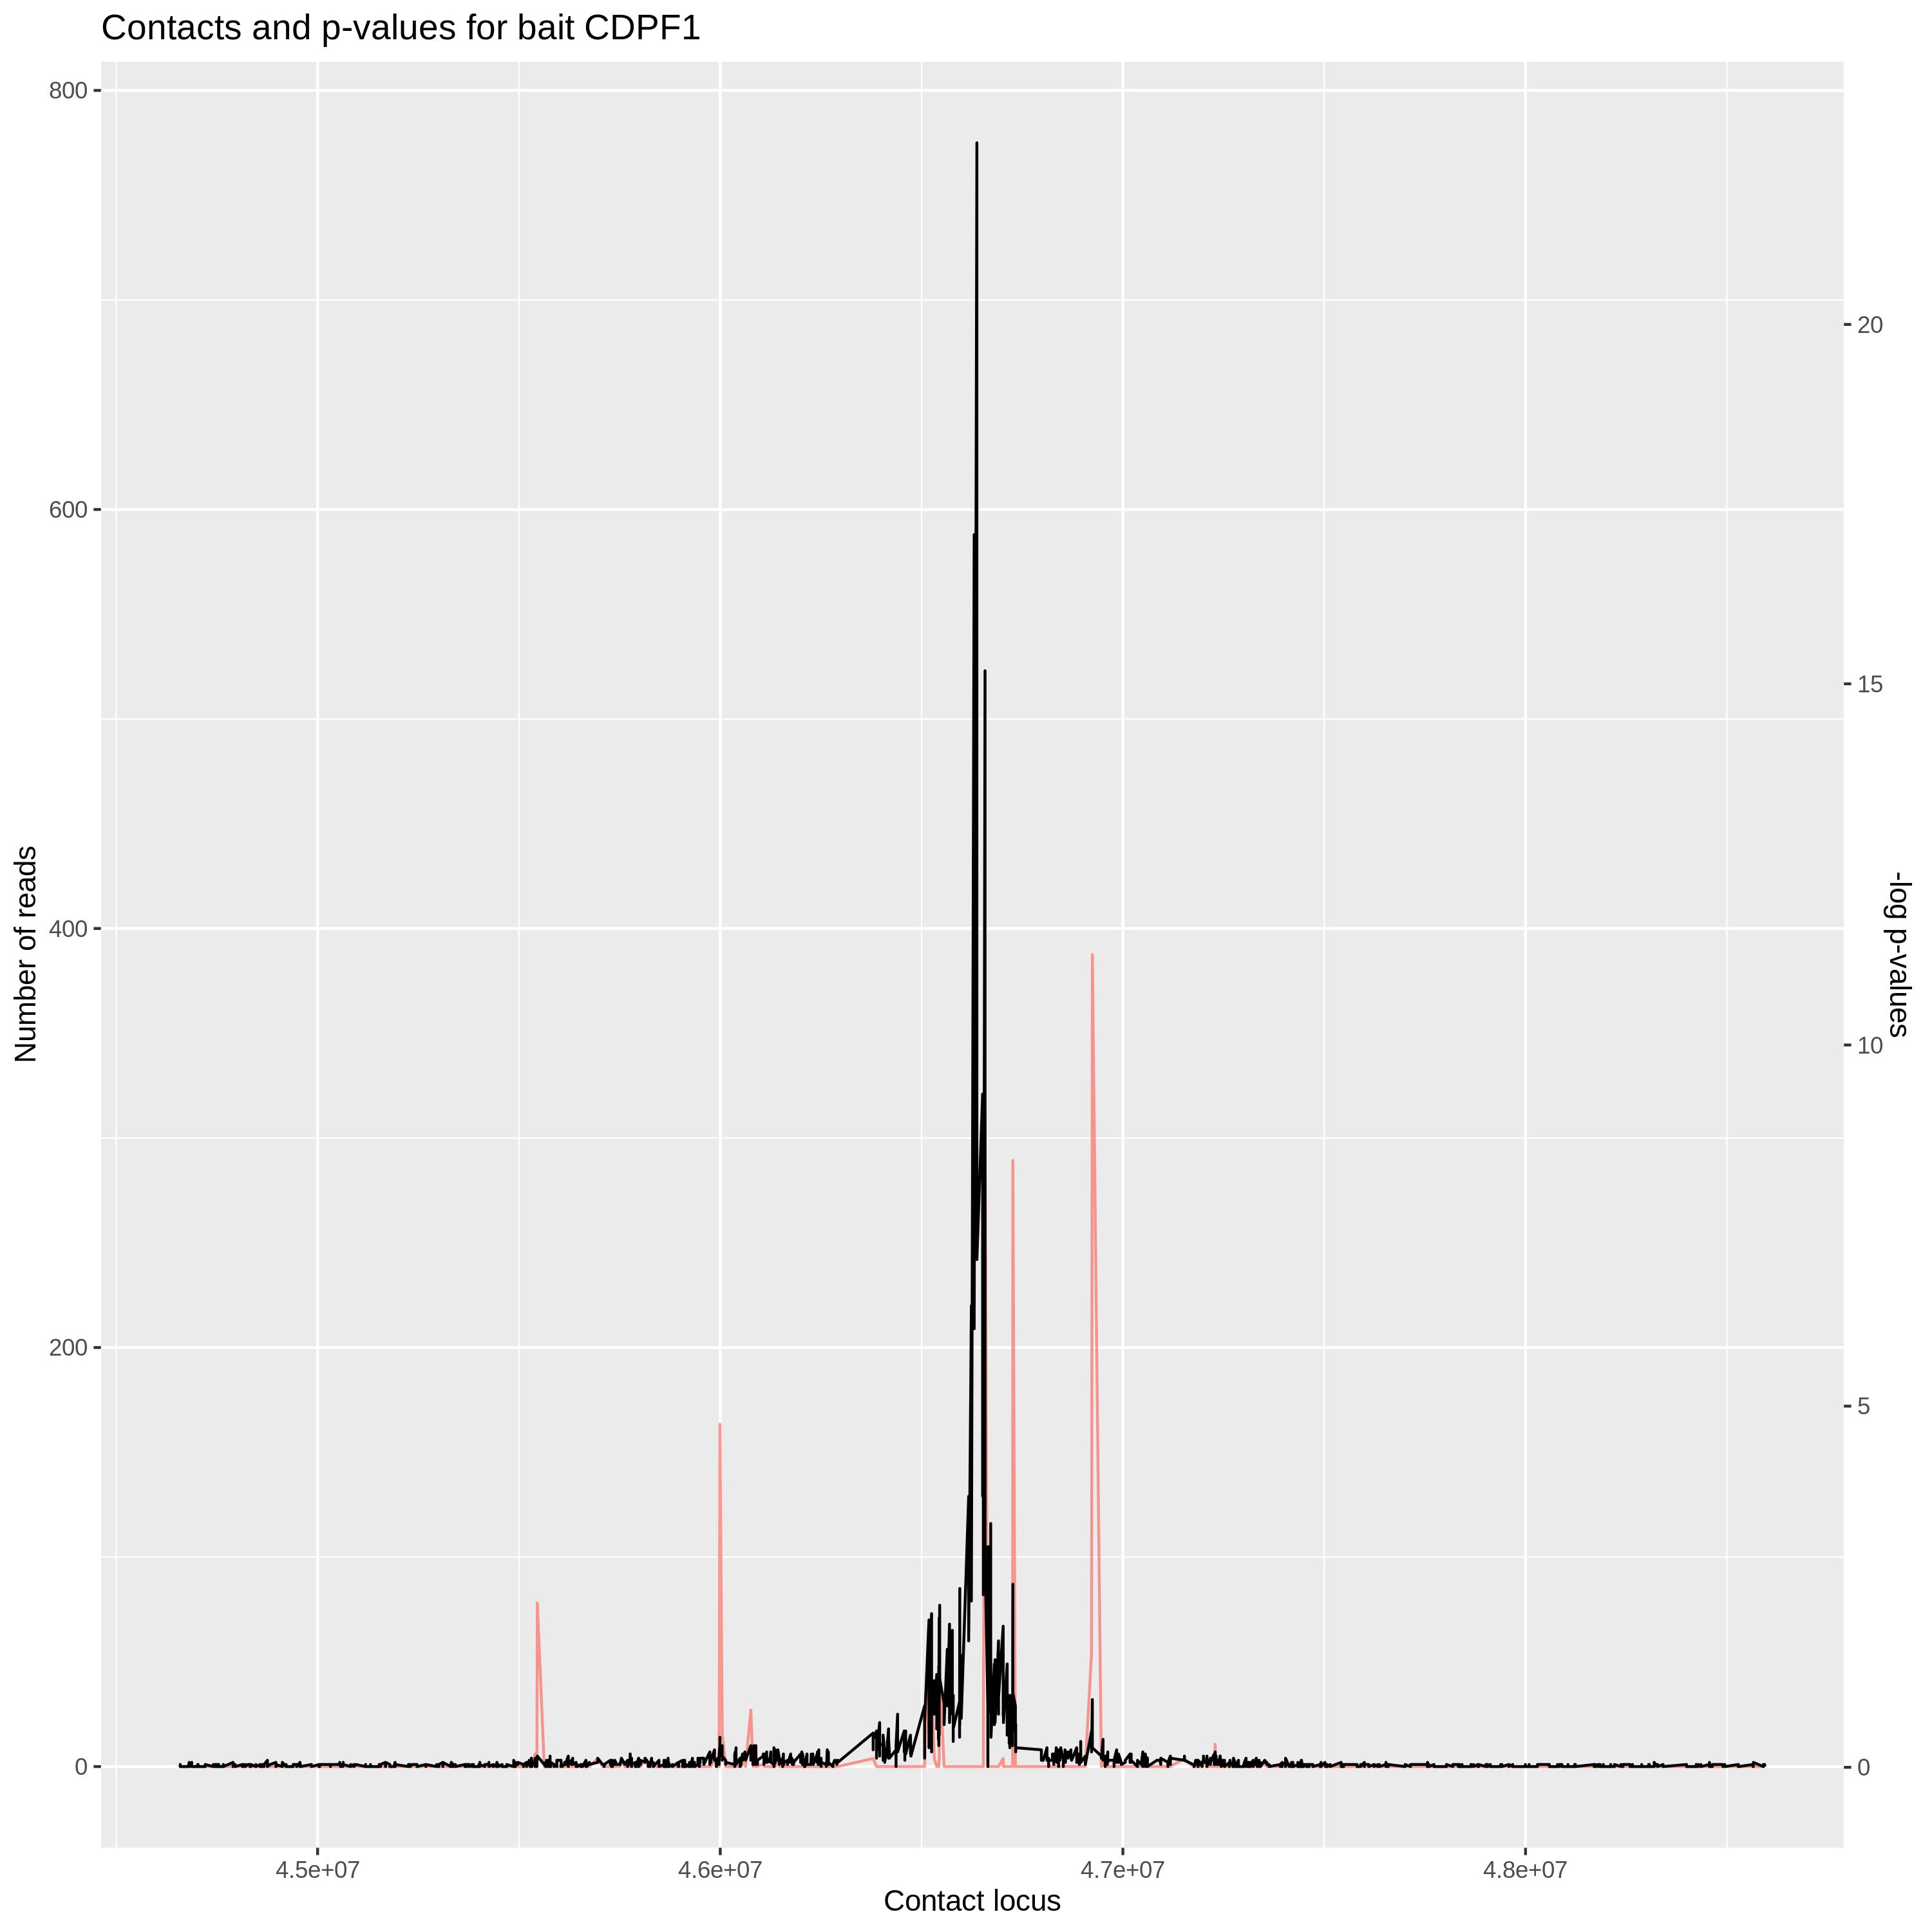 Contacts and p-values for bait CDPF1
800
600
400
200
0
Number of reads
20
15
10
5
0
-log p-values
4.5e+07
4.6e+07
4.7e+07
4.8e+07
Contact locus